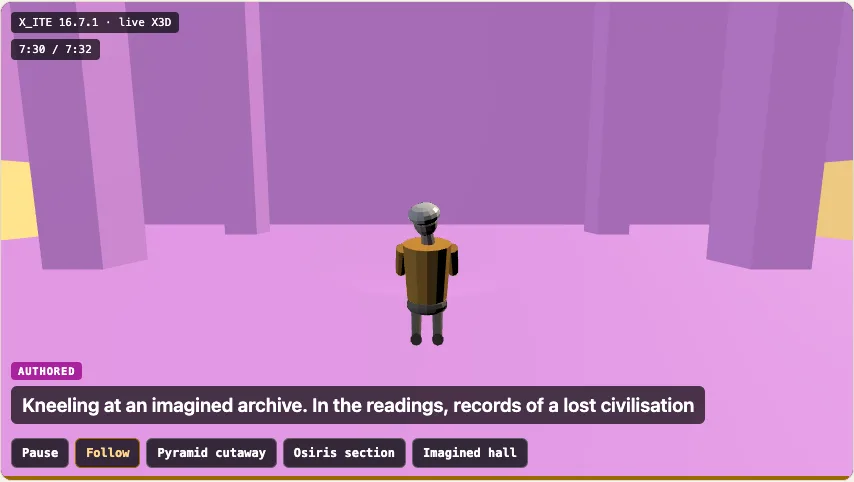 X_ITE 16.7.1 · live X3D
7:30 / 7:32
AUTHORED
Kneeling at an imagined archive. In the readings, records of a lost civilisation
Pause Follow Pyramid cutaway Osiris section Imagined hall